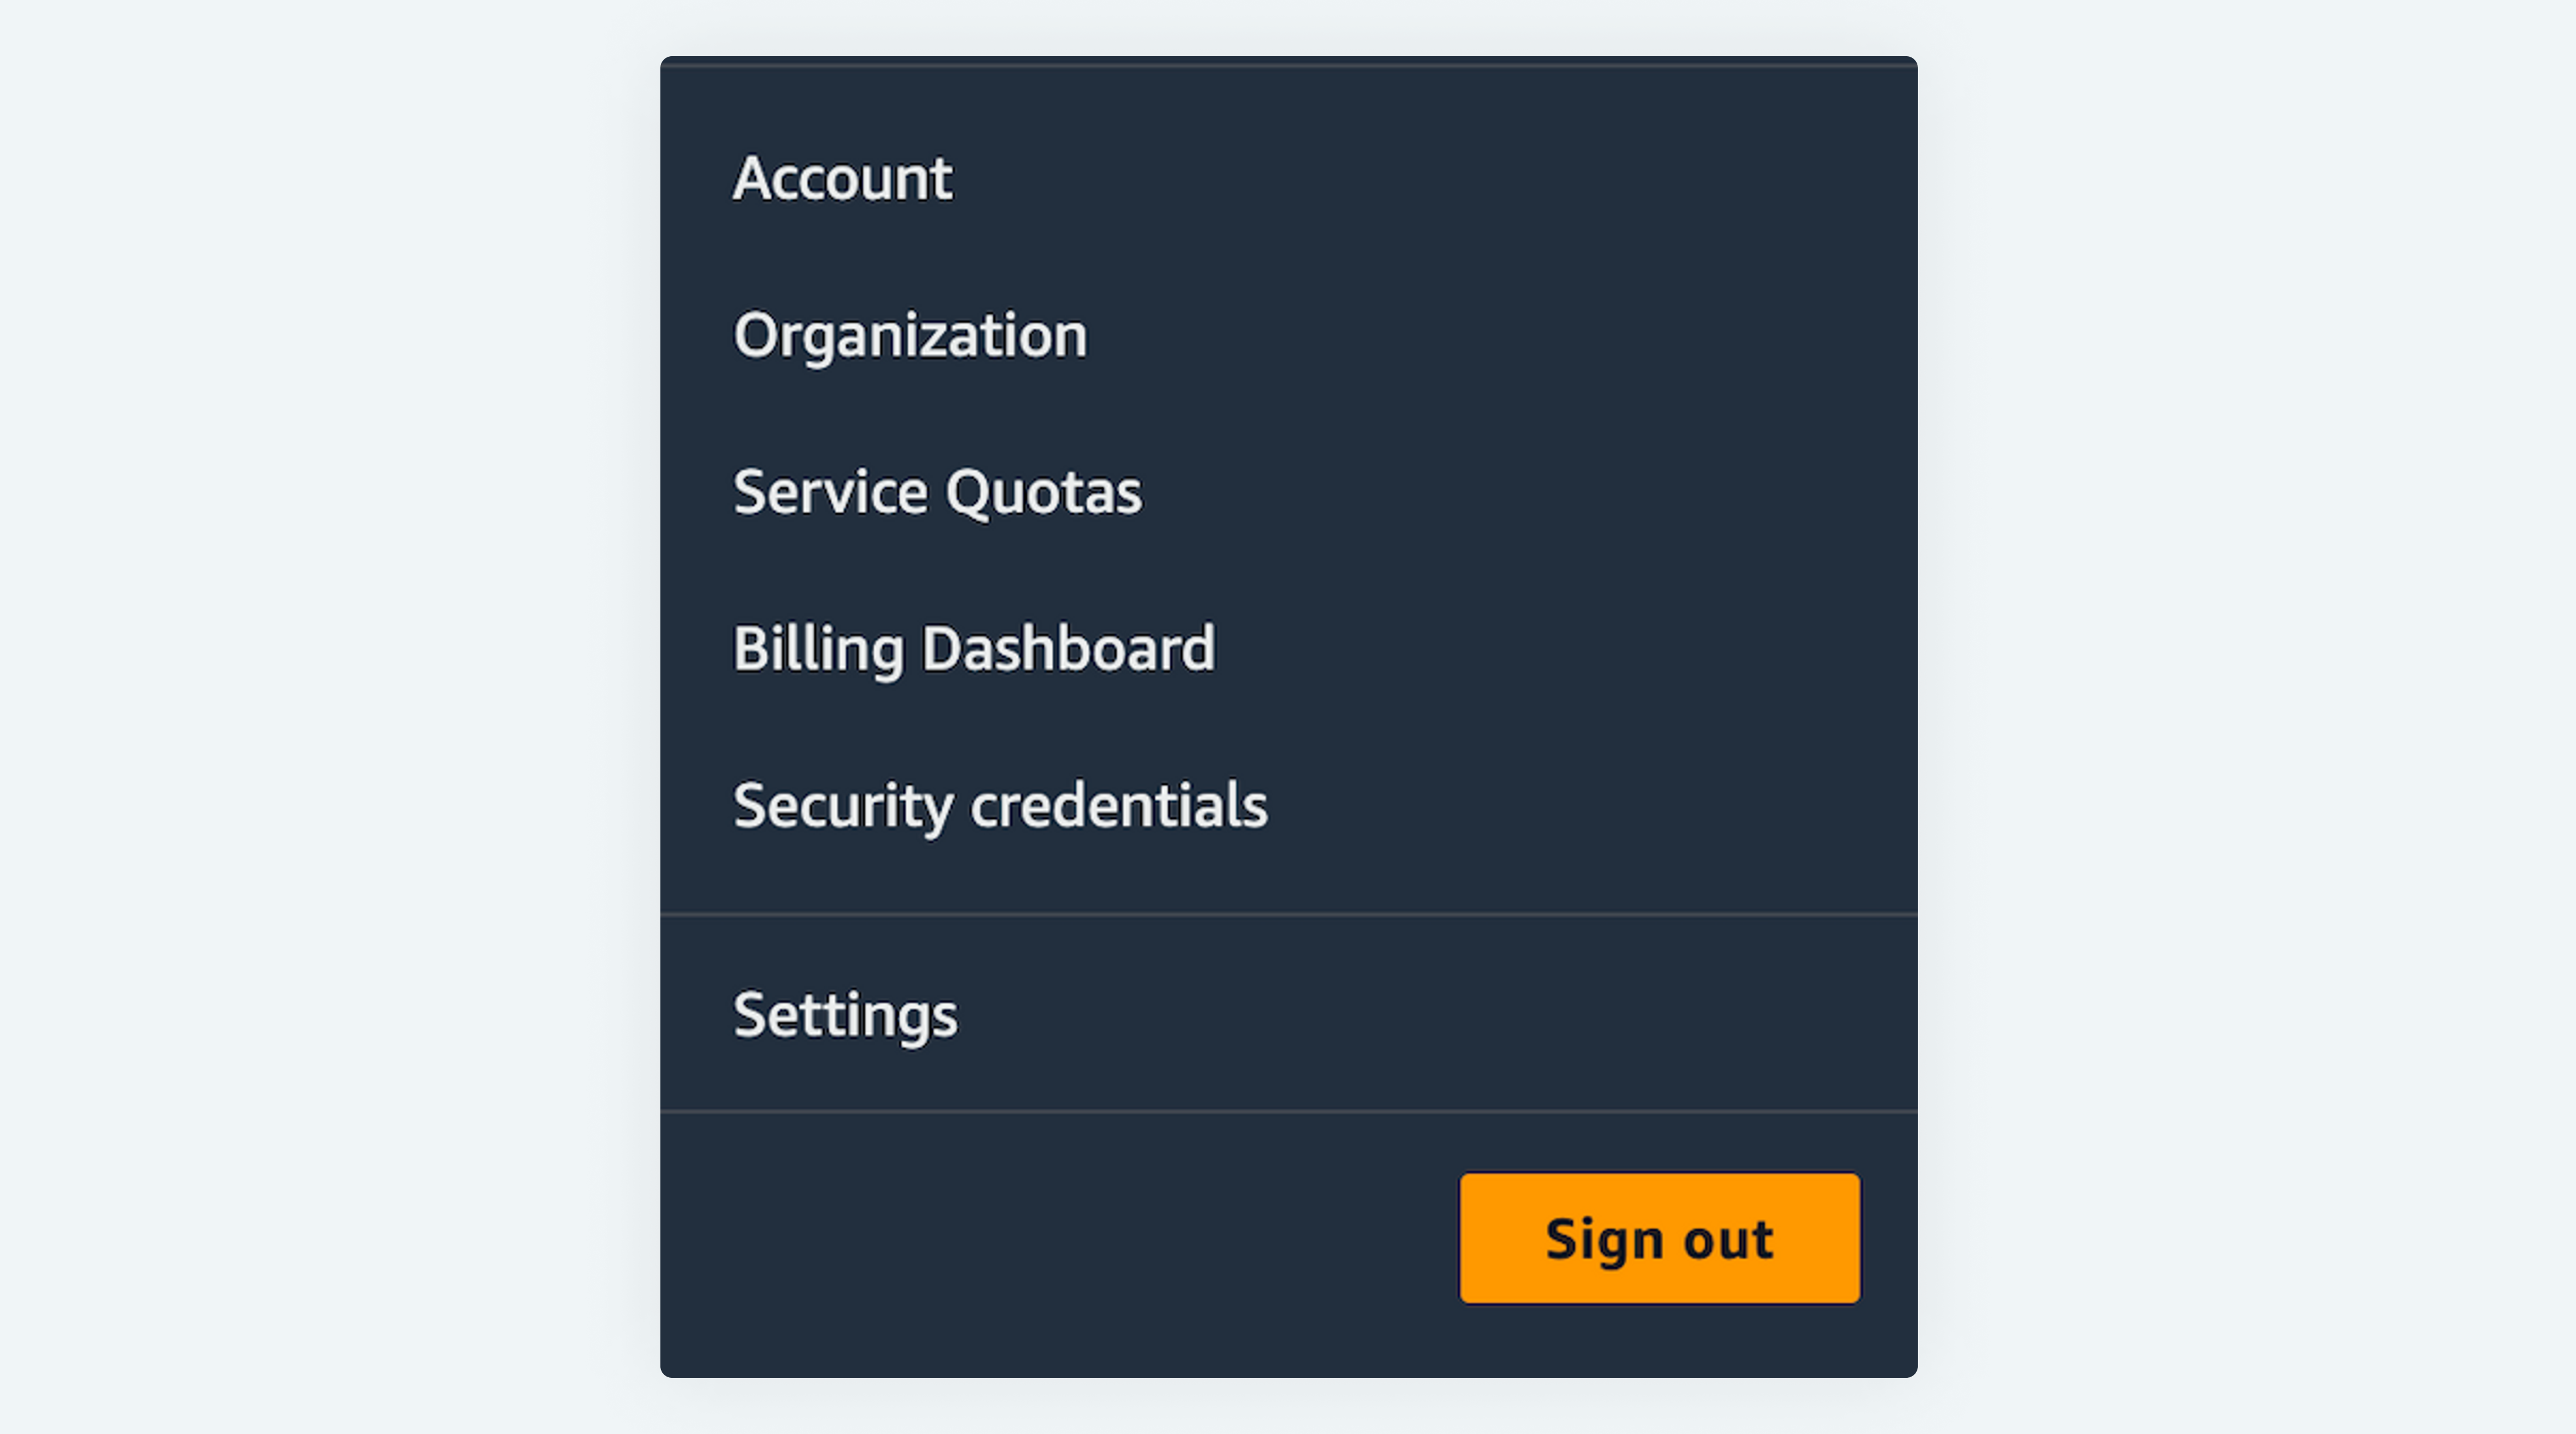 Account
Organization
Service Quotas
Billing Dashboard
Security credentials
Settings
Sign out